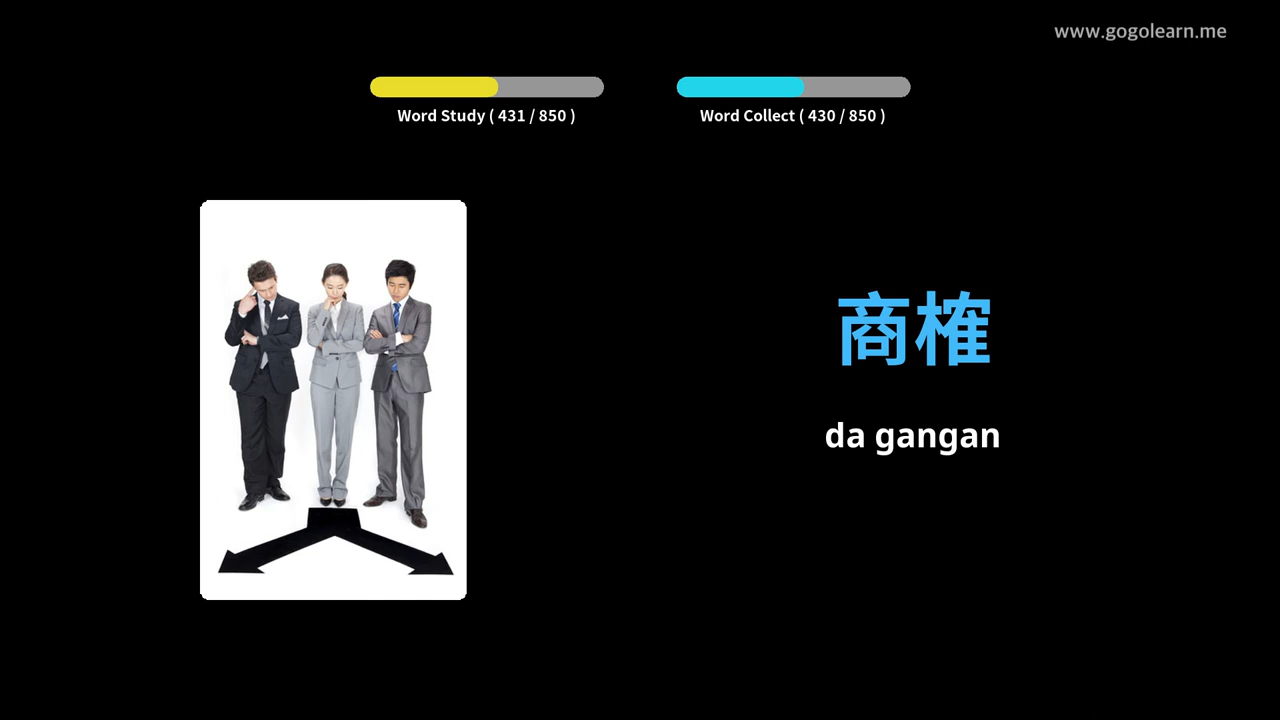 www.gogolearn.me
Word Study ( 431 / 850 )
Word Collect ( 430 / 850 )
商榷
da gangan